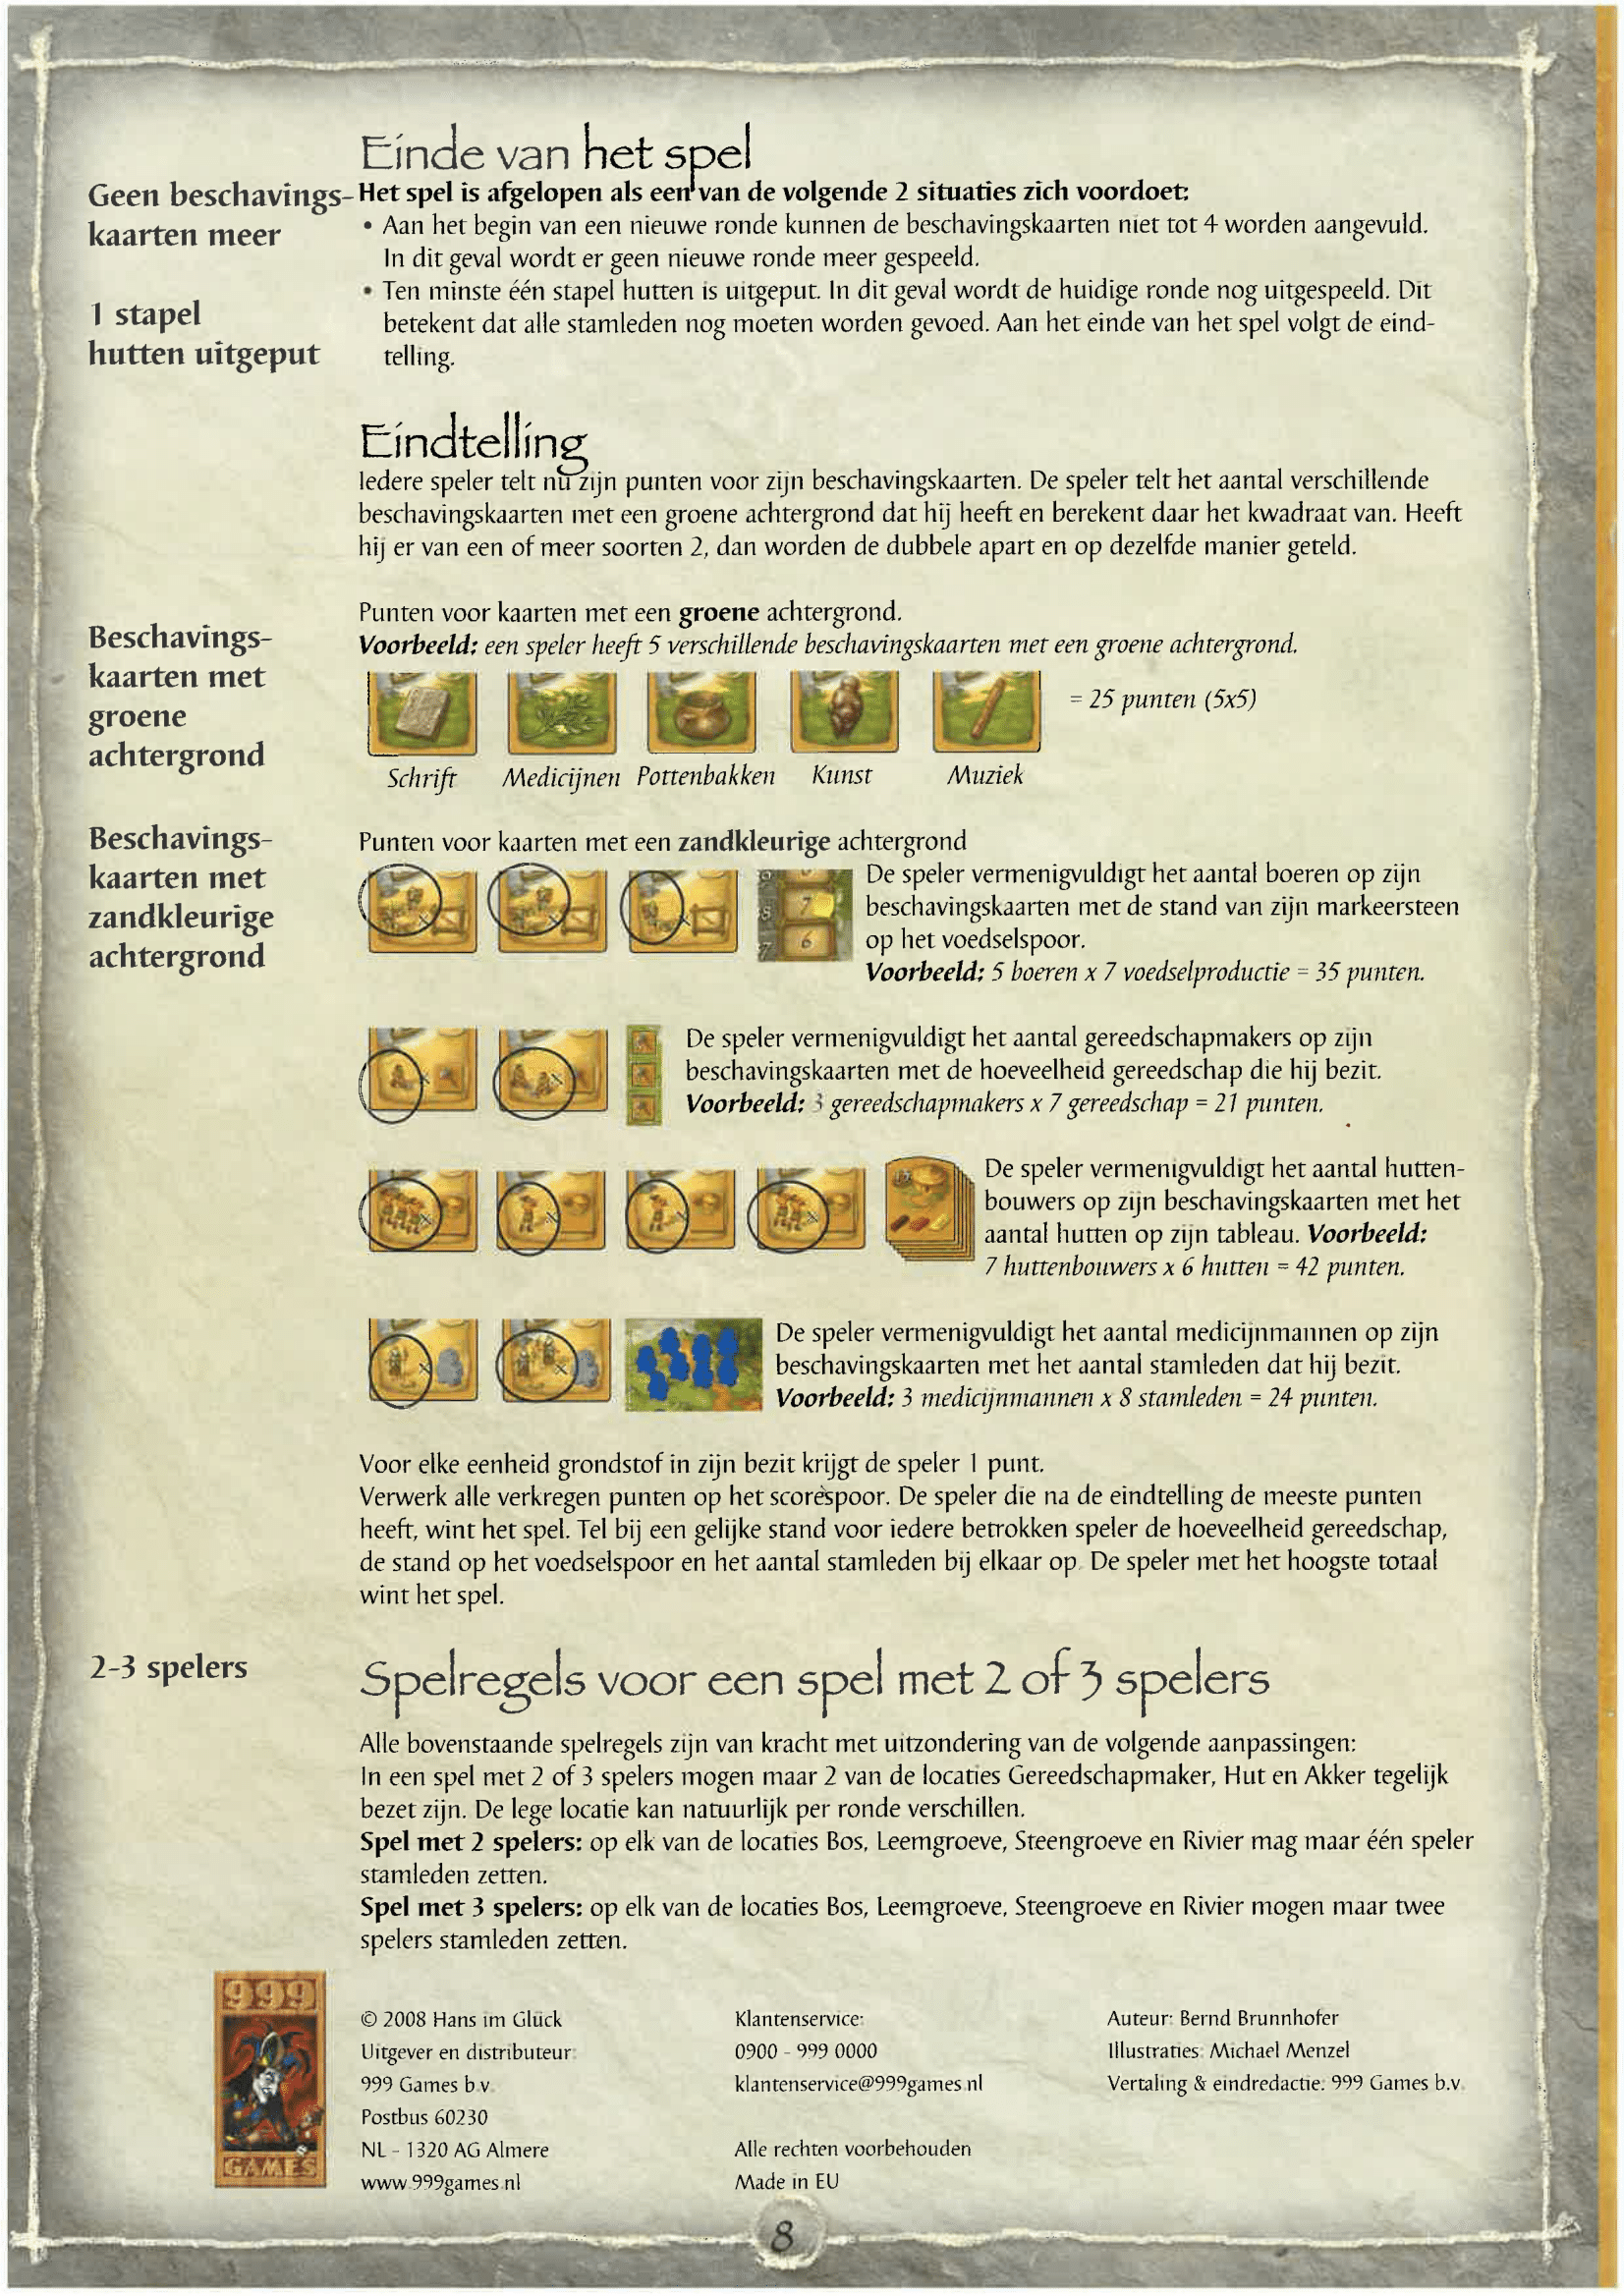 Einde van het spel
Geen beschavings-
kaarten meer
Het spel is afgelopen als een van de volgende 2 situaties zich voordoet:
• Aan het begin van een nieuwe ronde kunnen de beschavingskaarten niet tot 4 worden aangevuld.
In dit geval wordt er geen nieuwe ronde meer gespeeld.
1 stapel
hutten uitgeput
• Ten minste één stapel hutten is uitgeput. In dit geval wordt de huidige ronde nog uitgespeeld. Dit
betekent dat alle stamleden nog moeten worden gevoed. Aan het einde van het spel volgt de eind-
telling.
Eindtelling
Iedere speler telt nu zijn punten voor zijn beschavingskaarten. De speler telt het aantal verschillende
beschavingskaarten met een groene achtergrond dat hij heeft en berekent daar het kwadraat van. Heeft
hij er van een of meer soorten 2, dan worden de dubbele apart en op dezelfde manier geteld.
Beschavings-
kaarten met
groene
achtergrond
Punten voor kaarten met een groene achtergrond.
Voorbeeld: een speler heeft 5 verschillende beschavingskaarten met een groene achtergrond.
= 25 punten (5x5)
Schrift Medicijnen Pottenbakken Kunst Muziek
Beschavings-
kaarten met
zandkleurige
achtergrond
Punten voor kaarten met een zandkleurige achtergrond
7
6
8
7
De speler vermenigvuldigt het aantal boeren op zijn
beschavingskaarten met de stand van zijn markeersteen
op het voedselspoor.
Voorbeeld: 5 boeren x 7 voedselproductie = 35 punten.
De speler vermenigvuldigt het aantal gereedschapmakers op zijn
beschavingskaarten met de hoeveelheid gereedschap die hij bezit.
Voorbeeld: 3 gereedschapmakers x 7 gereedschap = 21 punten.
De speler vermenigvuldigt het aantal hutten-
bouwers op zijn beschavingskaarten met het
aantal hutten op zijn tableau. Voorbeeld:
7 huttenbouwers x 6 hutten = 42 punten.
De speler vermenigvuldigt het aantal medicijnmannen op zijn
beschavingskaarten met het aantal stamleden dat hij bezit.
Voorbeeld: 3 medicijnmannen x 8 stamleden = 24 punten.
Voor elke eenheid grondstof in zijn bezit krijgt de speler 1 punt.
Verwerk alle verkregen punten op het scorespoor. De speler die na de eindtelling de meeste punten
heeft, wint het spel. Tel bij een gelijke stand voor iedere betrokken speler de hoeveelheid gereedschap,
de stand op het voedselspoor en het aantal stamleden bij elkaar op. De speler met het hoogste totaal
wint het spel.
2-3 spelers
Spelregels voor een spel met 2 of 3 spelers
Alle bovenstaande spelregels zijn van kracht met uitzondering van de volgende aanpassingen:
In een spel met 2 of 3 spelers mogen maar 2 van de locaties Gereedschapmaker, Hut en Akker tegelijk
bezet zijn. De lege locatie kan natuurlijk per ronde verschillen.
Spel met 2 spelers: op elk van de locaties Bos, Leemgroeve, Steengroeve en Rivier mag maar één speler
stamleden zetten.
Spel met 3 spelers: op elk van de locaties Bos, Leemgroeve, Steengroeve en Rivier mogen maar twee
spelers stamleden zetten.
999
GAMES
© 2008 Hans im Glück
Uitgever en distributeur:
999 Games b.v.
Postbus 60230
NL - 1320 AG Almere
www.999games.nl
Klantenservice:
0900 - 999 0000
klantenservice@999games.nl
Alle rechten voorbehouden
Made in EU
Auteur: Bernd Brunnhofer
Illustraties: Michael Menzel
Vertaling & eindredactie: 999 Games b.v.
8